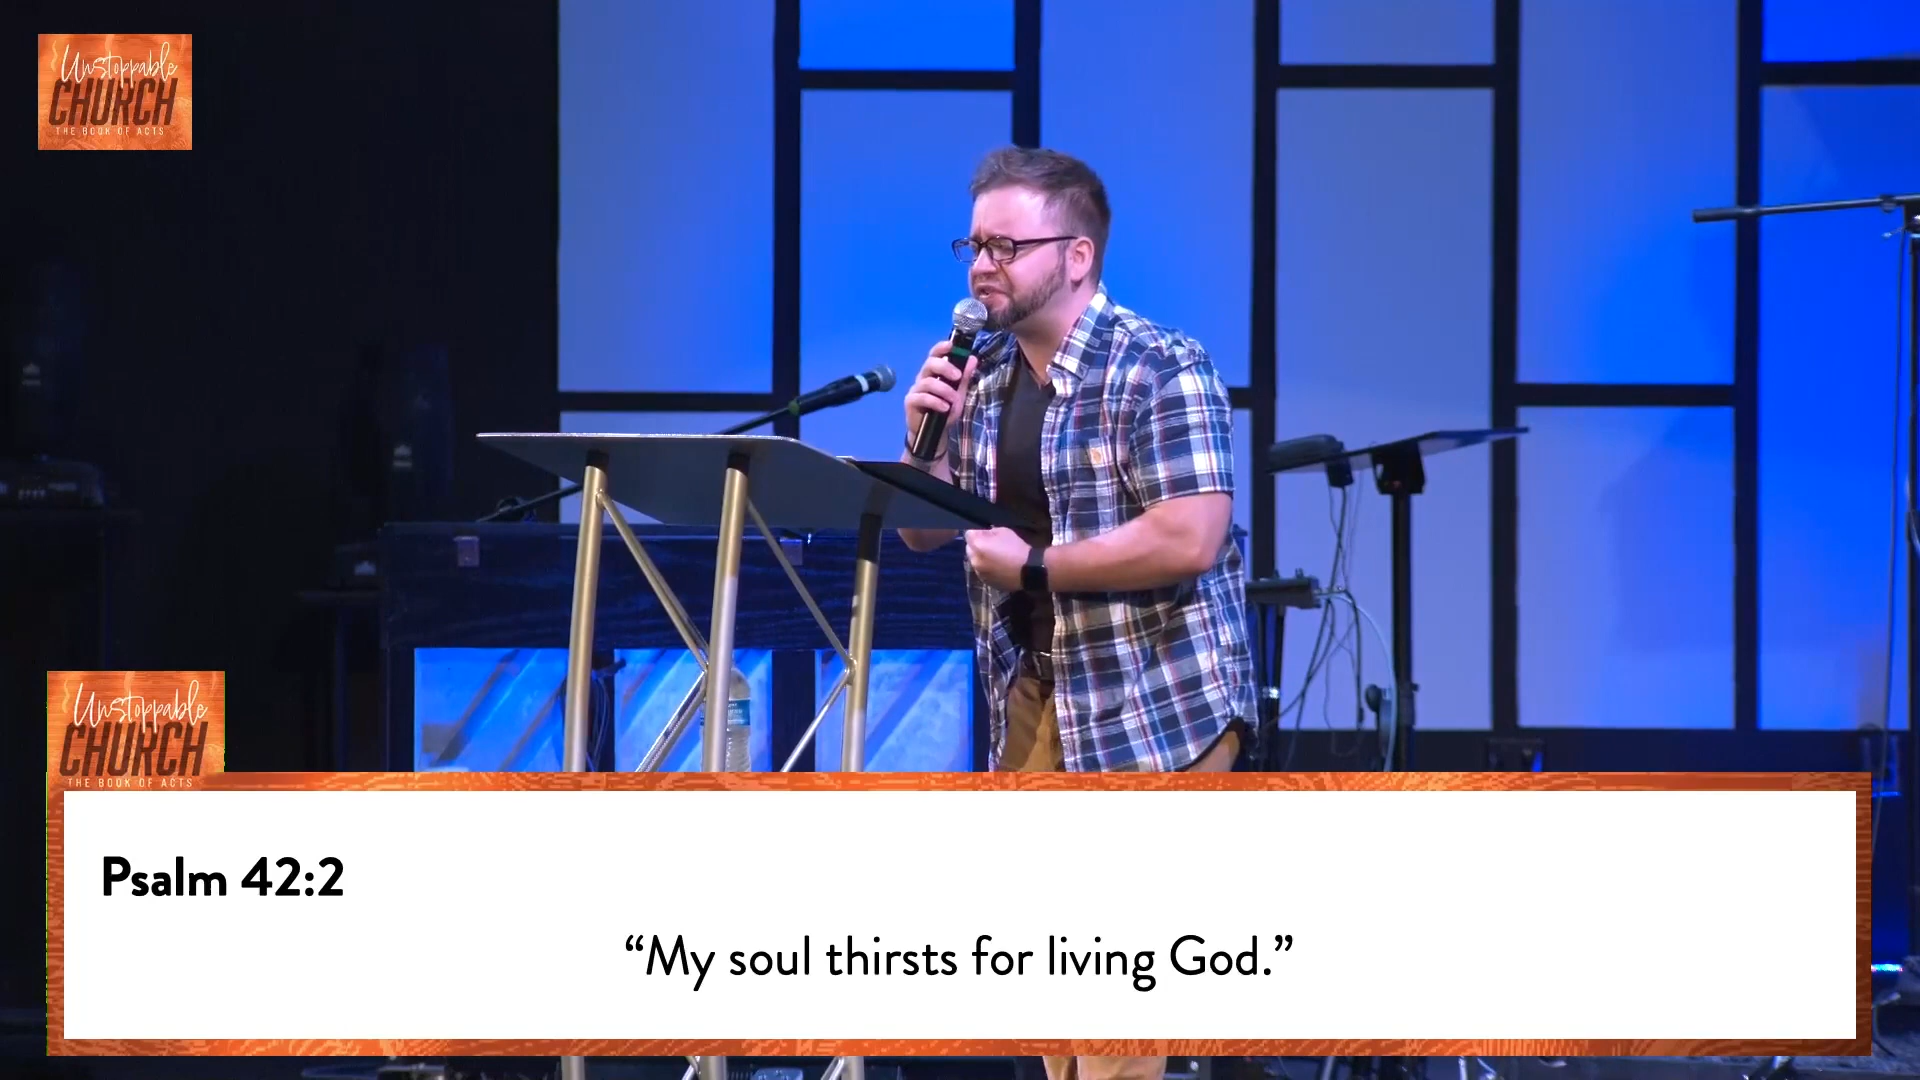 Unstoppable
CHURCH
THE BOOK OF ACTS
Unstoppable
CHURCH
THE BOOK OF ACTS
Psalm 42:2
“My soul thirsts for living God.”